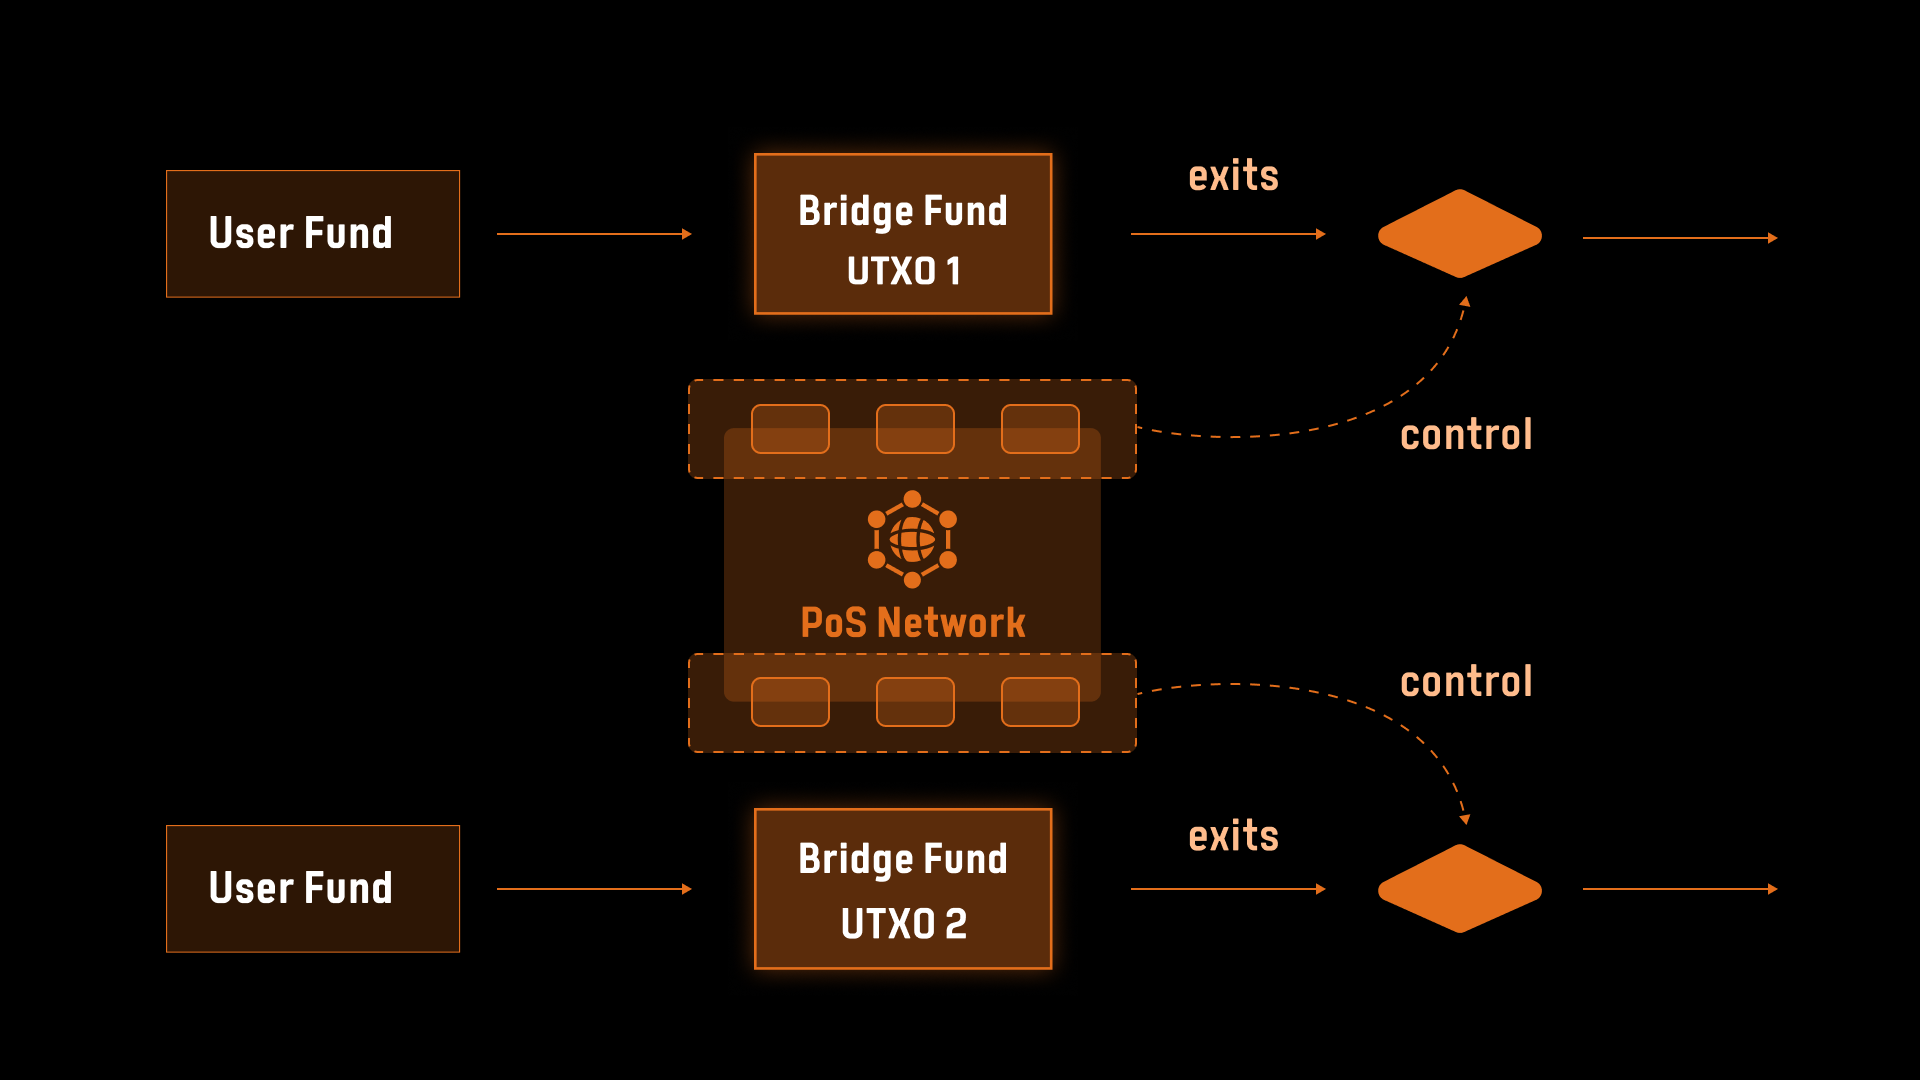 exits
User Fund
Bridge Fund
UTXO 1
control
PoS Network
control
exits
User Fund
Bridge Fund
UTXO 2